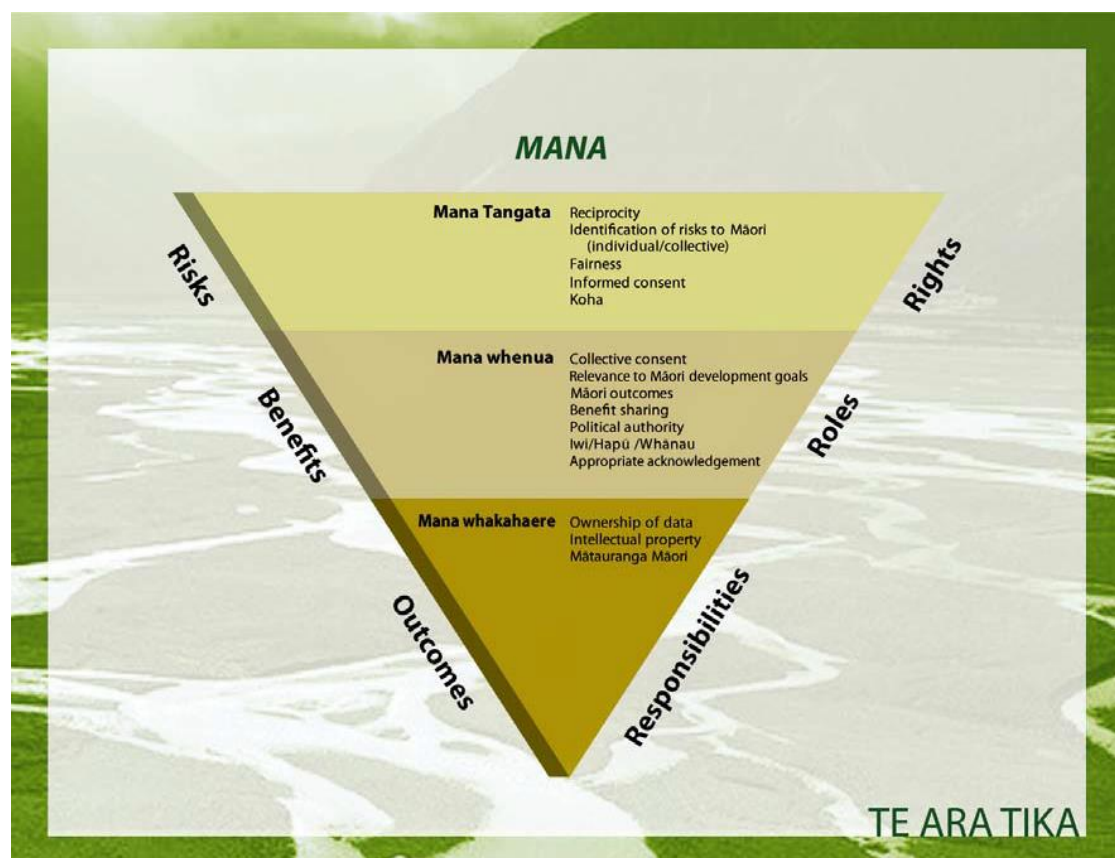 MANA
Mana Tangata
Reciprocity
Identification of risks to Māori
(individual/collective)
Fairness
Informed consent
Koha
Mana whenua
Collective consent
Relevance to Māori development goals
Māori outcomes
Benefit sharing
Political authority
Iwi/Hapū /Whānau
Appropriate acknowledgement
Mana whakahaere
Ownership of data
Intellectual property
Mātauranga Māori
Risks
Benefits
Outcomes
Rights
Roles
Responsibilities
TE ARA TIKA